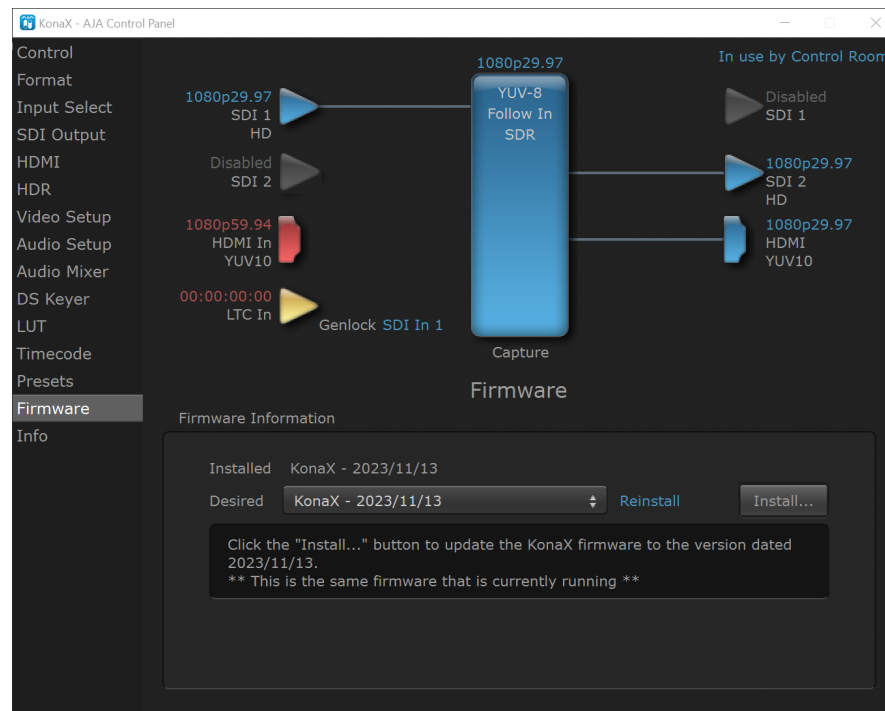 KonaX - AJA Control Panel
Control
Format
Input Select
SDI Output
HDMI
HDR
Video Setup
Audio Setup
Audio Mixer
DS Keyer
LUT
Timecode
Presets
Firmware
Info
1080p29.97
In use by Control Room
1080p29.97
SDI 1
HD
Disabled
SDI 2
1080p59.94
HDMI In
YUV10
00:00:00:00
LTC In
Genlock SDI In 1
YUV-8
Follow In
SDR
Capture
Disabled
SDI 1
1080p29.97
SDI 2
HD
1080p29.97
HDMI
YUV10
Firmware
Firmware Information
Installed KonaX - 2023/11/13
Desired KonaX - 2023/11/13 Reinstall Install...
Click the "Install..." button to update the KonaX firmware to the version dated
2023/11/13.
** This is the same firmware that is currently running **